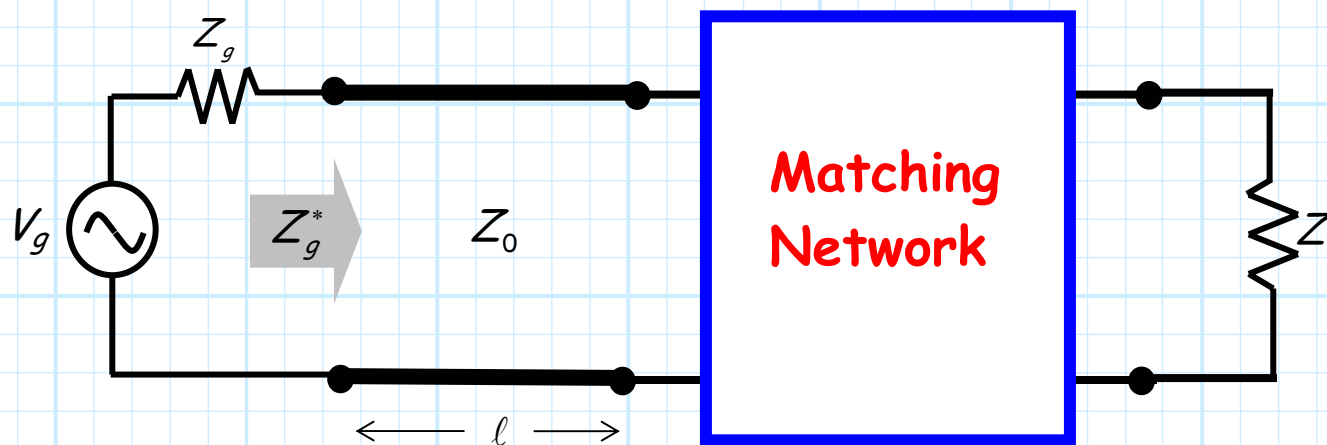 Z_g
V_g
Z_g^*
Z_0
Matching
Network
Z
ℓ